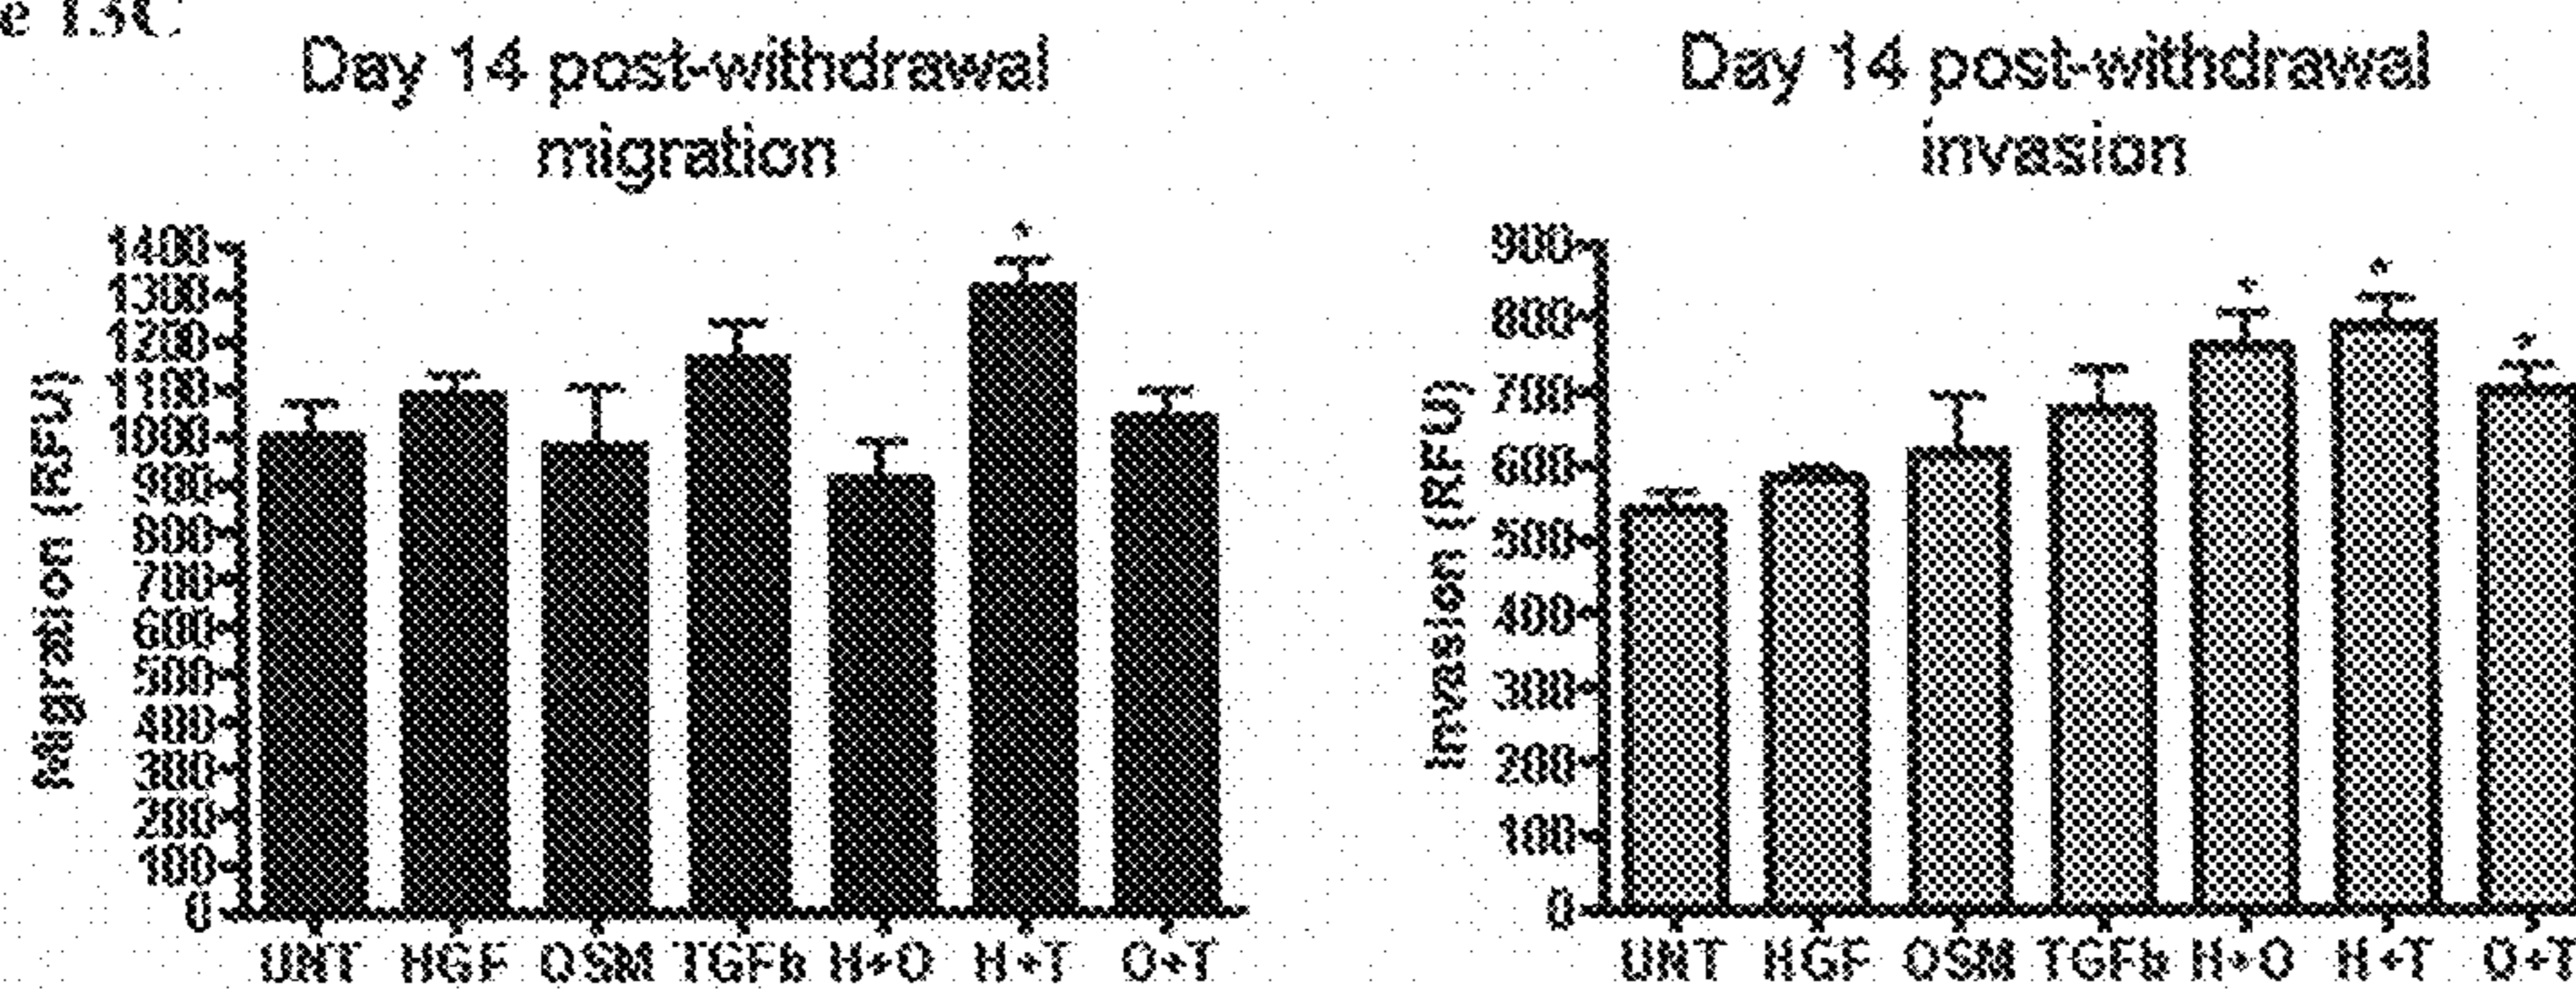 e 13C
Day 14 post-withdrawal
migration
Migration (RFU)
1400
1300
1200
1100
1000
900
800
700
600
500
400
300
200
100
0
UNT HGF OSM TGFb H+O H+T O+T
*
Day 14 post-withdrawal
invasion
Invasion (RFU)
900
800
700
600
500
400
300
200
100
0
UNT HGF OSM TGFb H+O H+T O+T
* * *